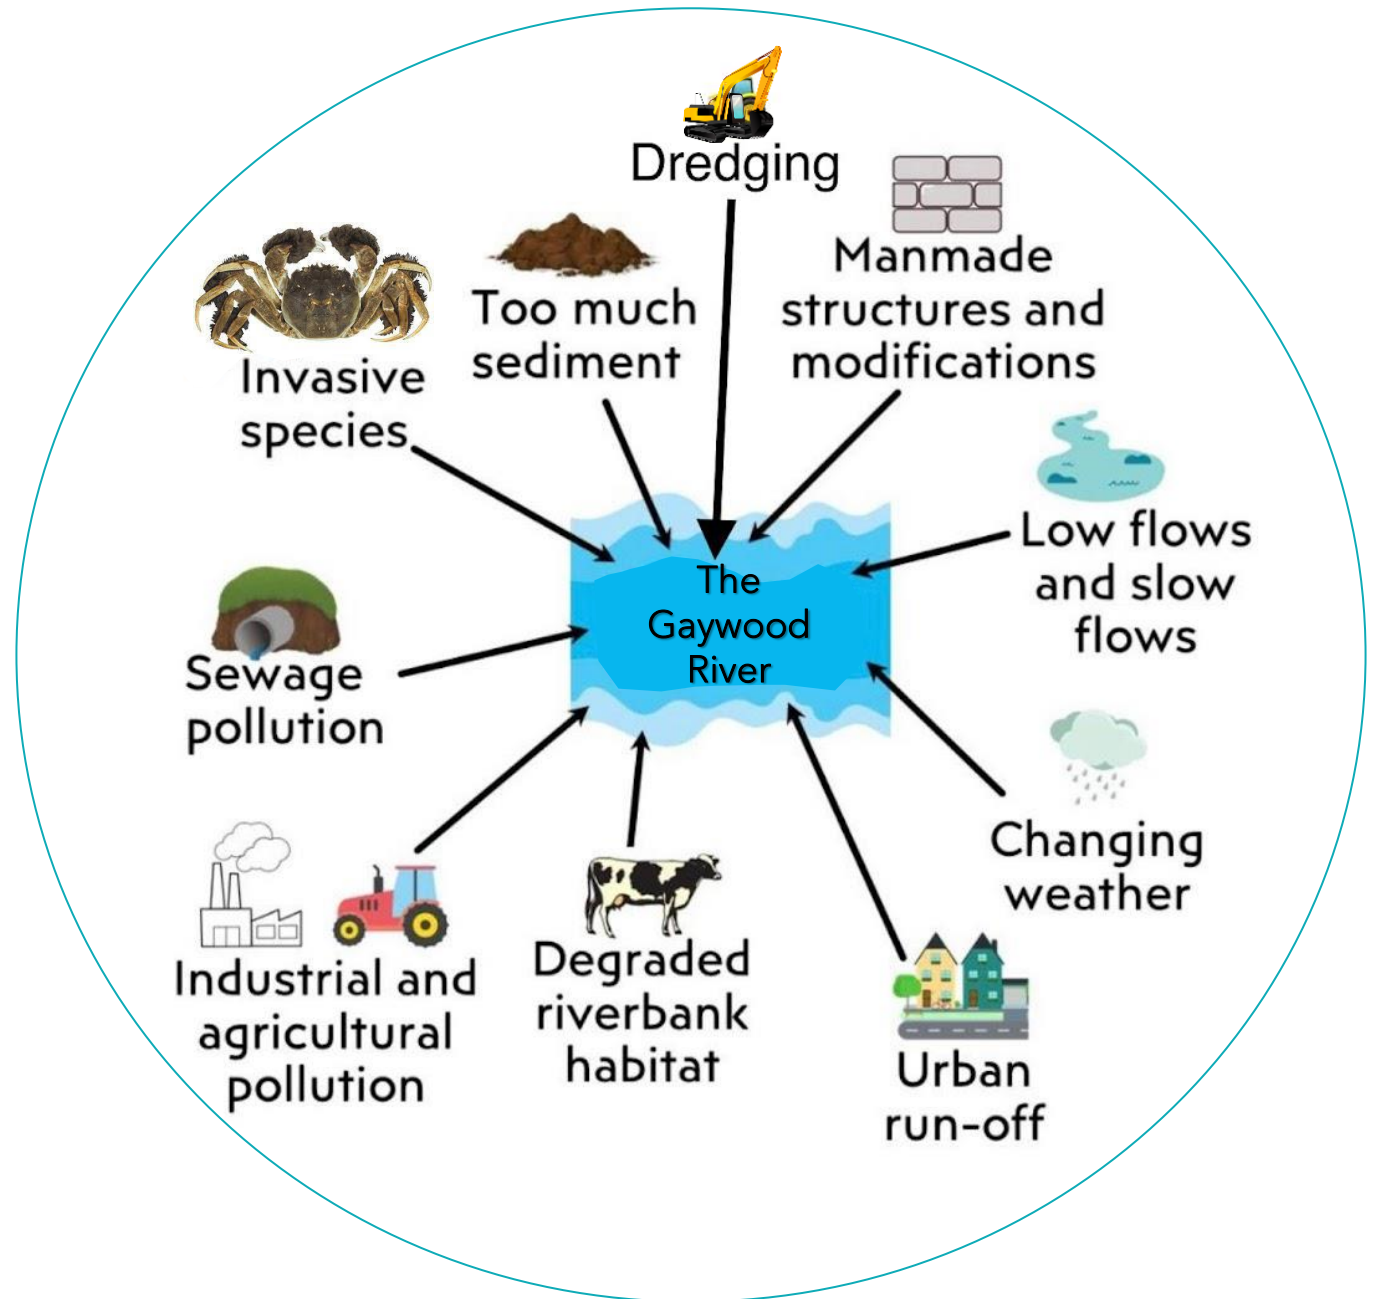 Dredging
Manmade
structures and
modifications
Too much
sediment
Invasive
species
Low flows
and slow
flows
The
Gaywood
River
Sewage
pollution
Changing
weather
Industrial and
agricultural
pollution
Degraded
riverbank
habitat
Urban
run-off